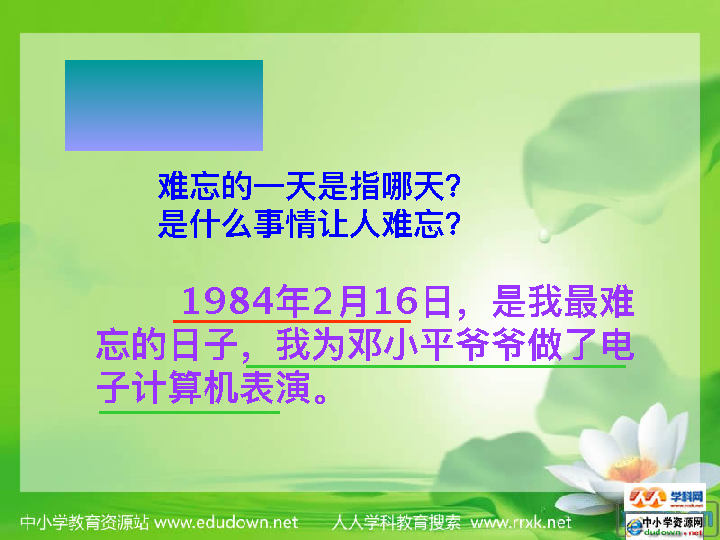 难忘的一天是指哪天?
是什么事情让人难忘?
1984年2月16日，是我最难
忘的日子，我为邓小平爷爷做了电
子计算机表演。
中小学教育资源站 www.edudown.net 人人学科教育搜索 www.rrxk.net
学科网
www.rrxk.net
中小学资源网
edudown.net